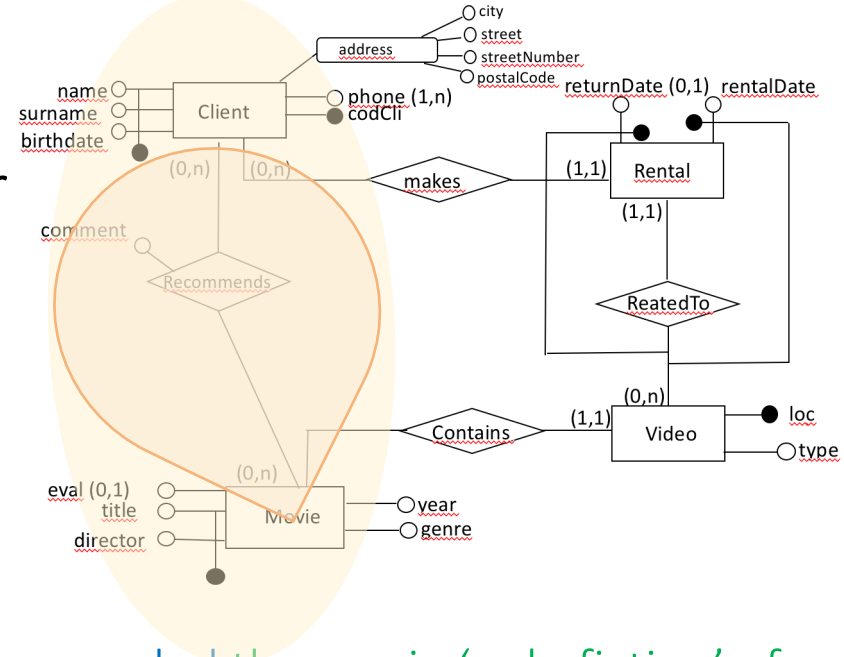 city
street
streetNumber
postalCode
address
name
surname
birthdate
Client
phone (1,n)
codCli
returnDate (0,1) rentalDate
(0,n) (0,n)
makes
(1,1)
Rental
(1,1)
comment
Recommends
ReatedTo
(0,n)
(1,1)
Contains
Video
loc
type
(0,n)
eval (0,1)
title
director
Movie
year
genre